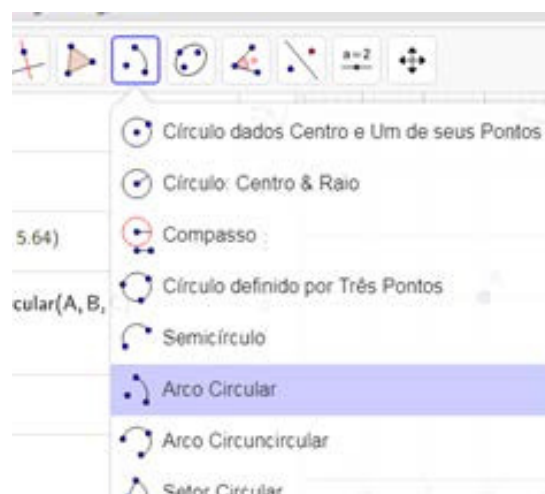 a=2
Círculo dados Centro e Um de seus Pontos
Círculo: Centro & Raio
5.64)
Compasso
cular(A, B,
Círculo definido por Três Pontos
Semicírculo
Arco Circular
Arco Circuncircular
Setor Circular